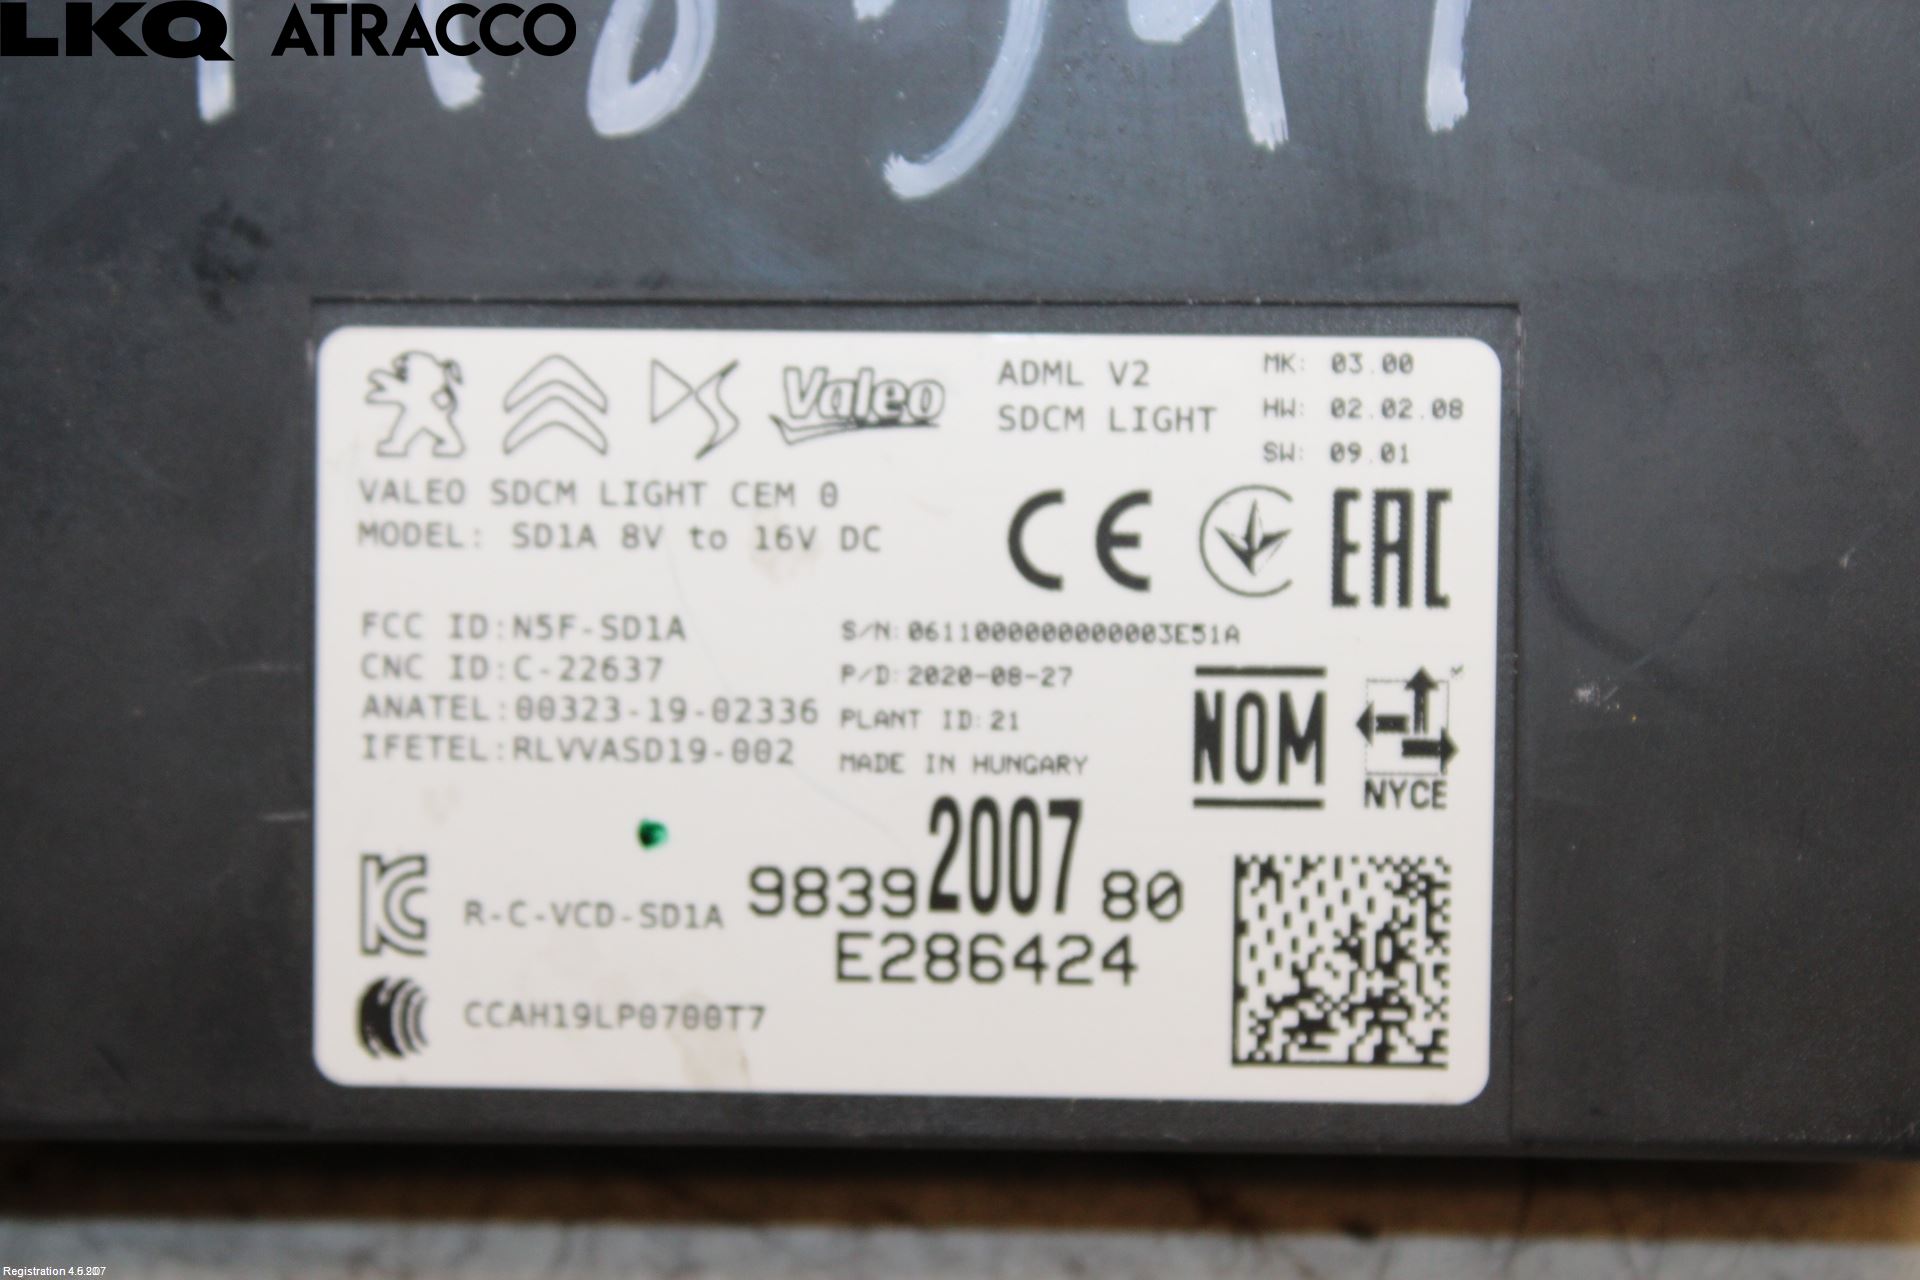 LKQ ATRACCO
Valeo
ADML V2
SDCM LIGHT
MK: 03.00
HW: 02.02.08
SW: 09.01
VALEO SDCM LIGHT CEM 0
MODEL: SD1A 8V to 16V DC
CE
EAC
FCC ID:N5F-SD1A
CNC ID:C-22637
ANATEL:00323-19-02336
IFETEL:RLVVASD19-002
S/N:0611000000000003E51A
P/D:2020-08-27
PLANT ID:21
MADE IN HUNGARY
NOM
NYCE
R-C-VCD-SD1A
9839200780
E286424
CCAH19LP0700T7